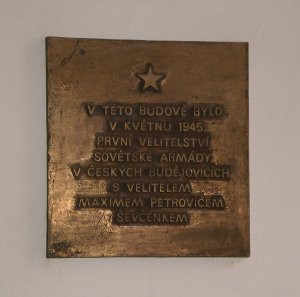 V TÉTO BUDOVĚ BYLO
V KVĚTNU 1945
PRVNÍ VELITELSTVÍ
SOVĚTSKÉ ARMÁDY
V ČESKÝCH BUDĚJOVICÍCH
S VELITELEM
MAXIMEM PETROVIČEM
ŠEVČENKEM